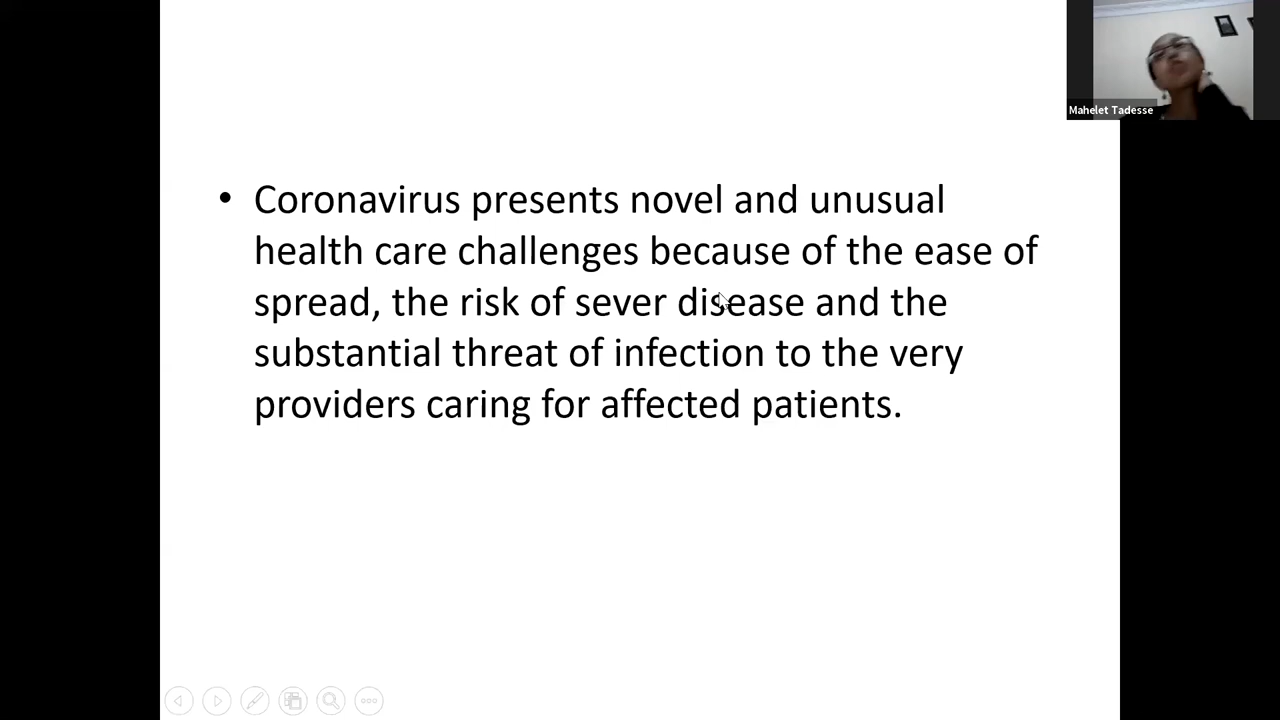 Mahelet Tadesse
• Coronavirus presents novel and unusual
health care challenges because of the ease of
spread, the risk of sever disease and the
substantial threat of infection to the very
providers caring for affected patients.